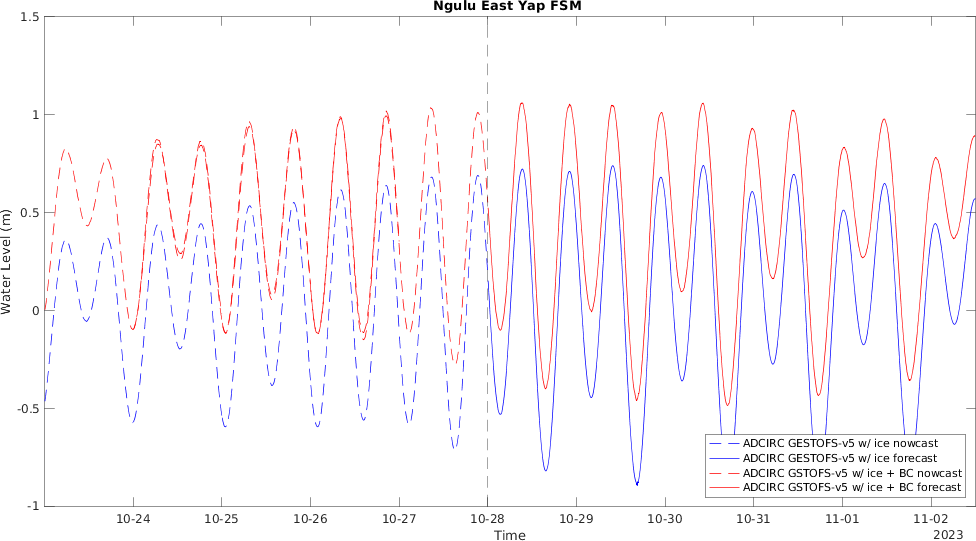 Ngulu East Yap FSM
1.5
1
0.5
0
-0.5
-1
Water Level (m)
10-24 10-25 10-26 10-27 10-28 10-29 10-30 10-31 11-01 11-02
Time
2023
ADCIRC GESTOFS-v5 w/ ice nowcast
ADCIRC GESTOFS-v5 w/ ice forecast
ADCIRC GSTOFS-v5 w/ ice + BC nowcast
ADCIRC GSTOFS-v5 w/ ice + BC forecast